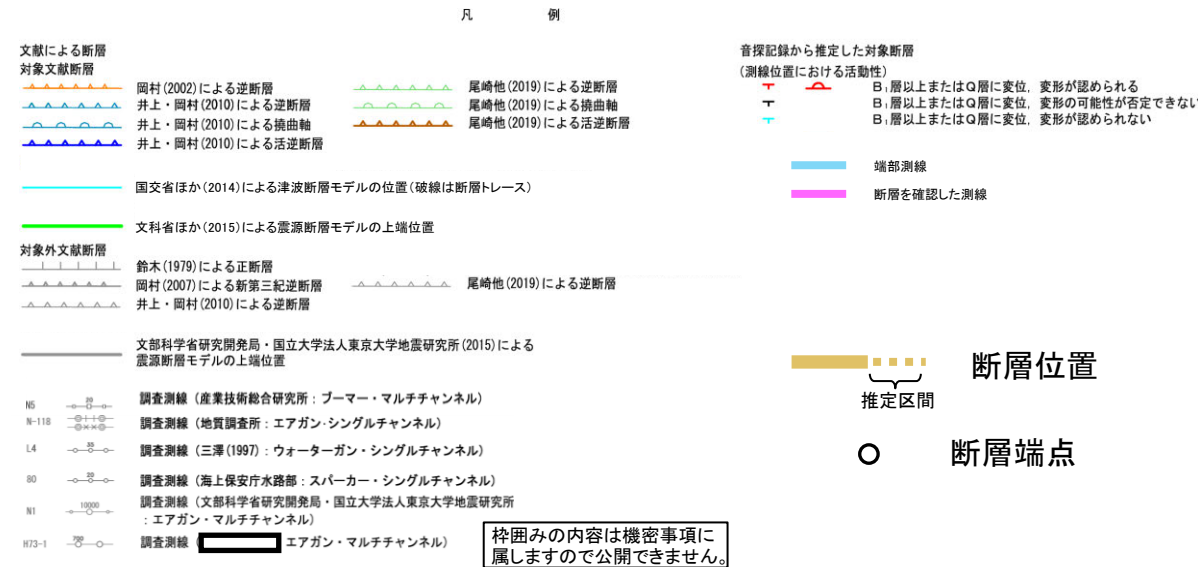 凡　例
文献による断層
対象文献断層
岡村(2002)による逆断層
井上・岡村(2010)による逆断層
井上・岡村(2010)による撓曲軸
井上・岡村(2010)による活逆断層
尾崎他(2019)による逆断層
尾崎他(2019)による撓曲軸
尾崎他(2019)による活逆断層
国交省ほか(2014)による津波断層モデルの位置(破線は断層トレース)
文科省ほか(2015)による震源断層モデルの上端位置
対象外文献断層
鈴木(1979)による正断層
岡村(2007)による新第三紀逆断層
井上・岡村(2010)による逆断層
尾崎他(2019)による逆断層
文部科学省研究開発局・国立大学法人東京大学地震研究所(2015)による
震源断層モデルの上端位置
N5 20 調査測線（産業技術総合研究所：ブーマー・マルチチャンネル）
N-118 調査測線（地質調査所：エアガン・シングルチャンネル）
L4 35 調査測線（三澤(1997)：ウォーターガン・シングルチャンネル）
80 20 調査測線（海上保安庁水路部：スパーカー・シングルチャンネル）
N1 10000 調査測線（文部科学省研究開発局・国立大学法人東京大学地震研究所
：エアガン・マルチチャンネル）
H73-1 700 調査測線（ エアガン・マルチチャンネル）
枠囲みの内容は機密事項に
属しますので公開できません。
音探記録から推定した対象断層
(測線位置における活動性)
B₁層以上またはQ層に変位，変形が認められる
B₁層以上またはQ層に変位，変形の可能性が否定できない
B₁層以上またはQ層に変位，変形が認められない
端部測線
断層を確認した測線
断層位置
推定区間
断層端点